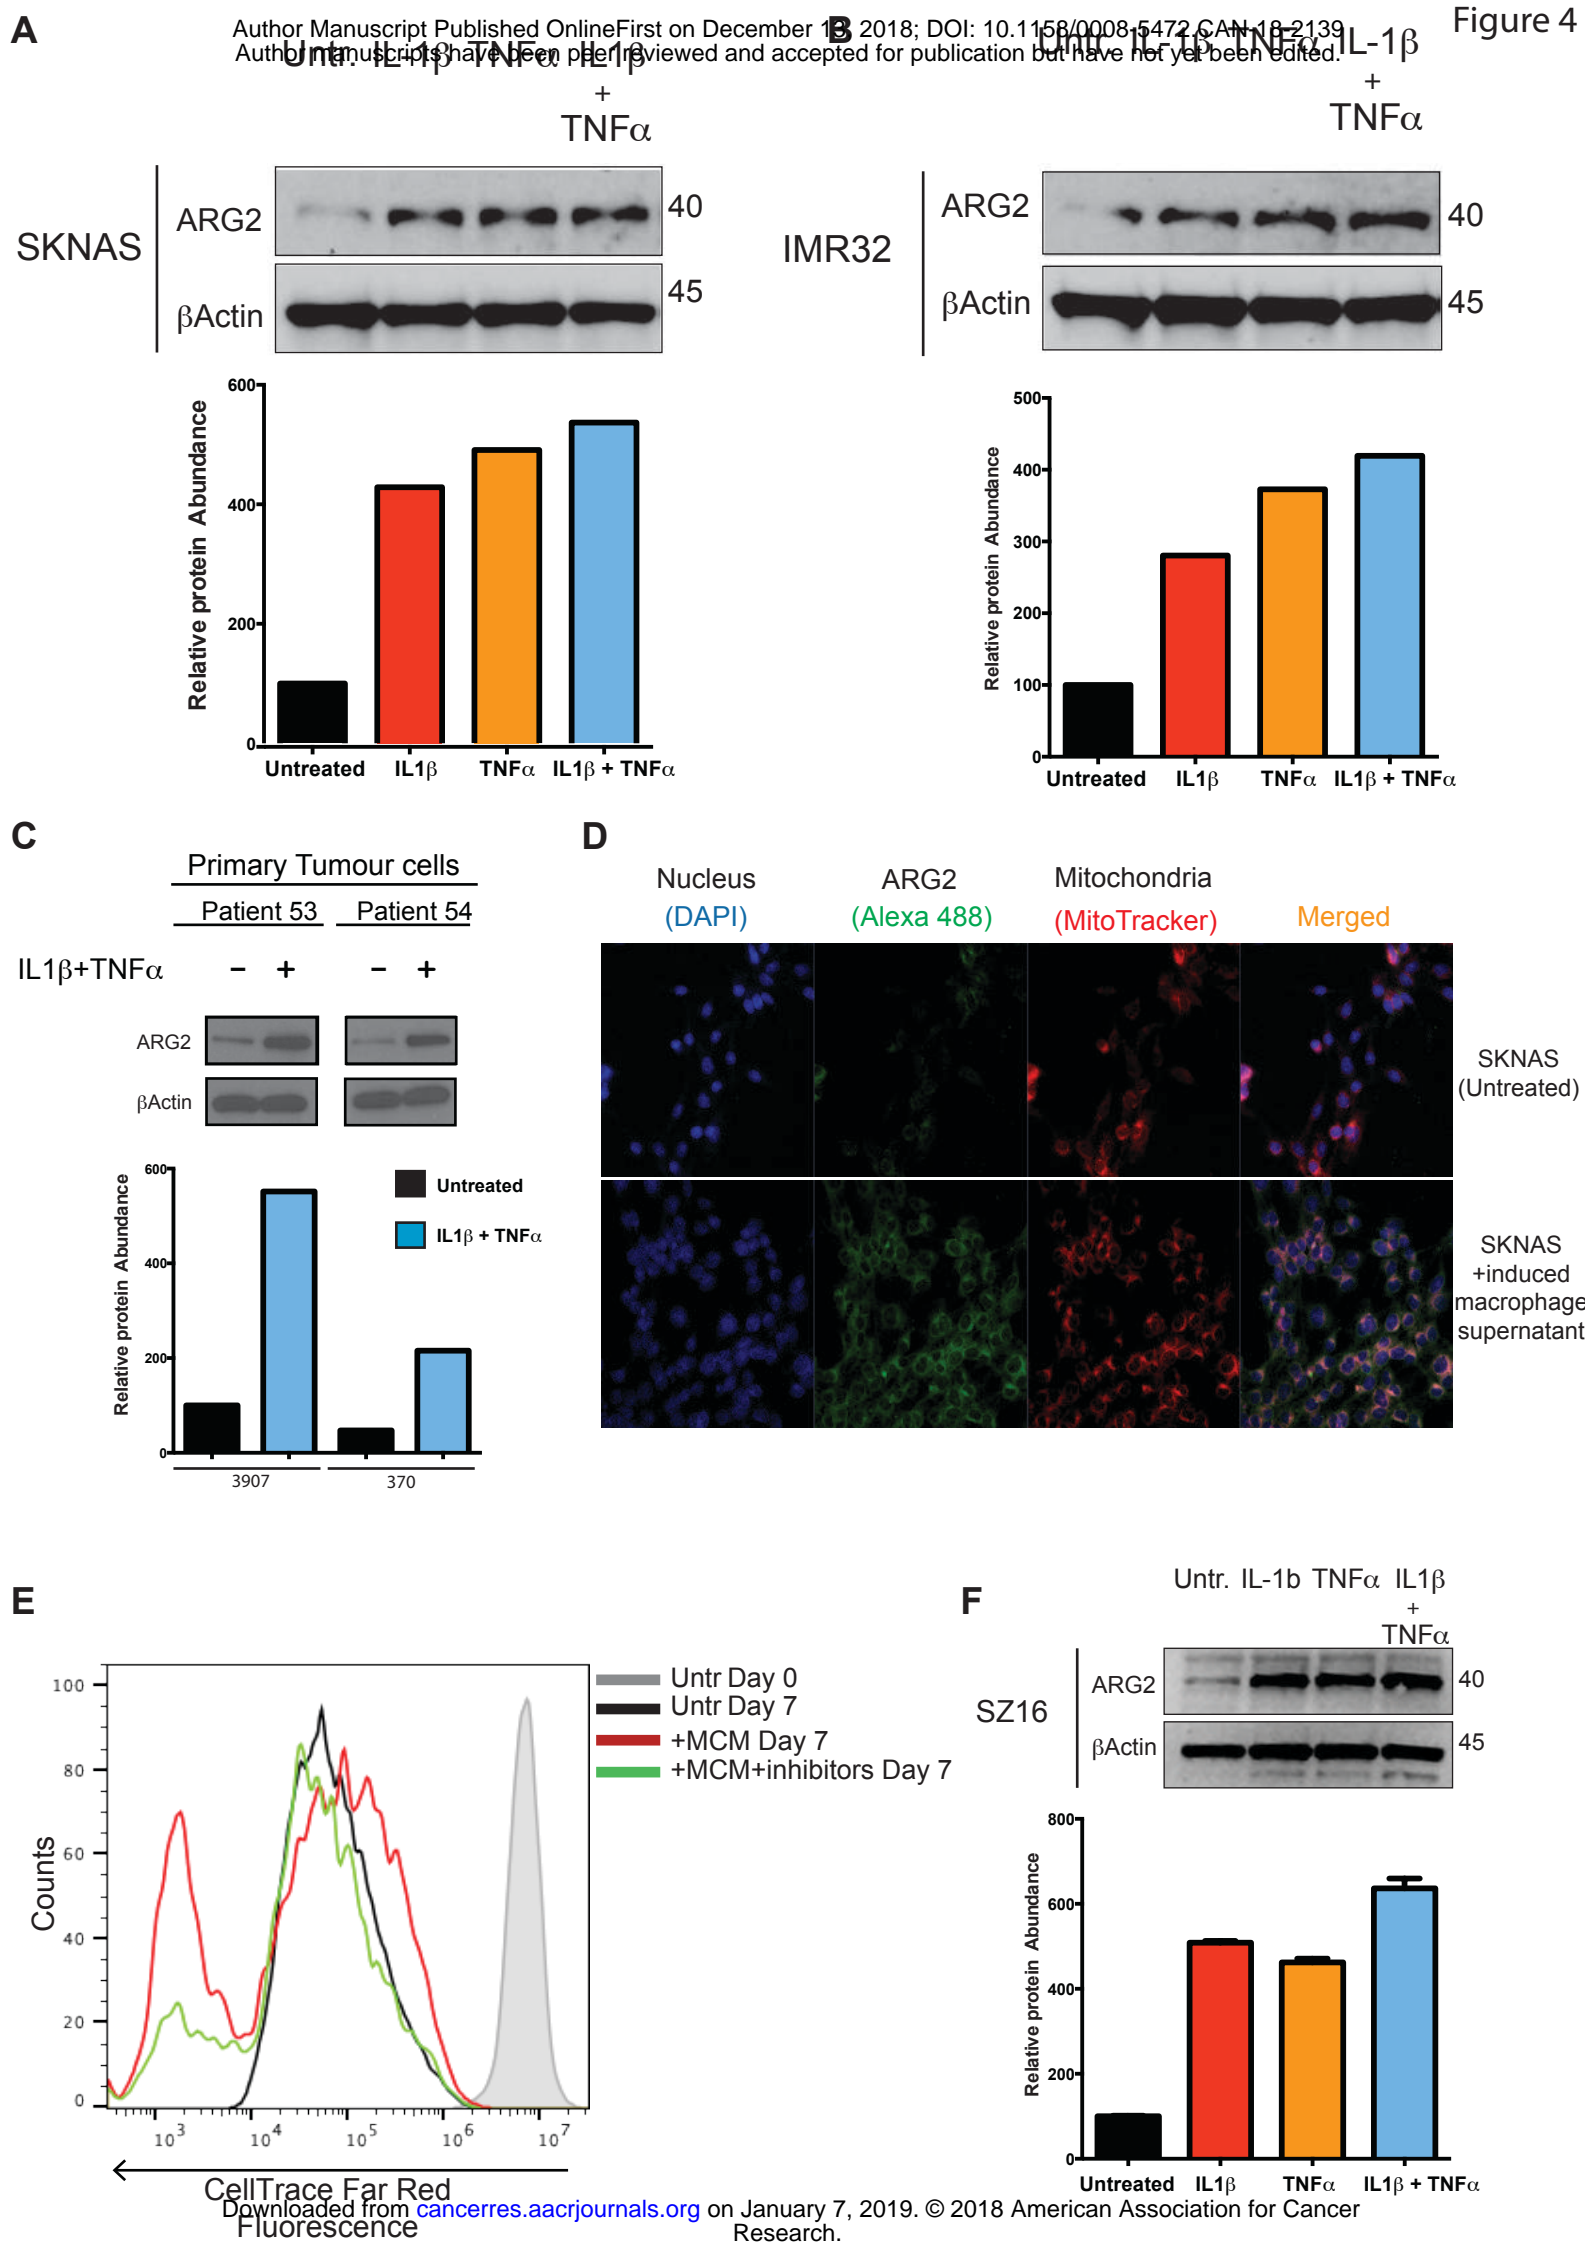 Author Manuscript Published OnlineFirst on December 13, 2018; DOI: 10.1158/0008-5472.CAN-18-2139
Author manuscripts have been peer reviewed and accepted for publication but have not yet been edited.
Figure 4
A
Untr. IL-1β TNFα IL1β
+
TNFα
SKNAS
ARG2
40
βActin
45
Relative protein Abundance
600
400
200
0
Untreated IL1β TNFα IL1β + TNFα
B
Untr. IL-1β TNFα IL-1β
+
TNFα
IMR32
ARG2
40
βActin
45
Relative protein Abundance
500
400
300
200
100
0
Untreated IL1β TNFα IL1β + TNFα
C
Primary Tumour cells
Patient 53 Patient 54
IL1β+TNFα - + - +
ARG2
βActin
Relative protein Abundance
600
400
200
0
Untreated
IL1β + TNFα
3907 370
D
Nucleus ARG2 Mitochondria
(DAPI) (Alexa 488) (MitoTracker) Merged
SKNAS
(Untreated)
SKNAS
+induced
macrophage
supernatant
E
Counts
100
80
60
40
20
0
10³ 10⁴ 10⁵ 10⁶ 10⁷
CellTrace Far Red
Fluorescence
Untr Day 0
Untr Day 7
+MCM Day 7
+MCM+inhibitors Day 7
F
Untr. IL-1b TNFα IL1β
+
TNFα
SZ16
ARG2
40
βActin
45
Relative protein Abundance
800
600
400
200
0
Untreated IL1β TNFα IL1β + TNFα
Downloaded from cancerres.aacrjournals.org on January 7, 2019. © 2018 American Association for Cancer
Research.